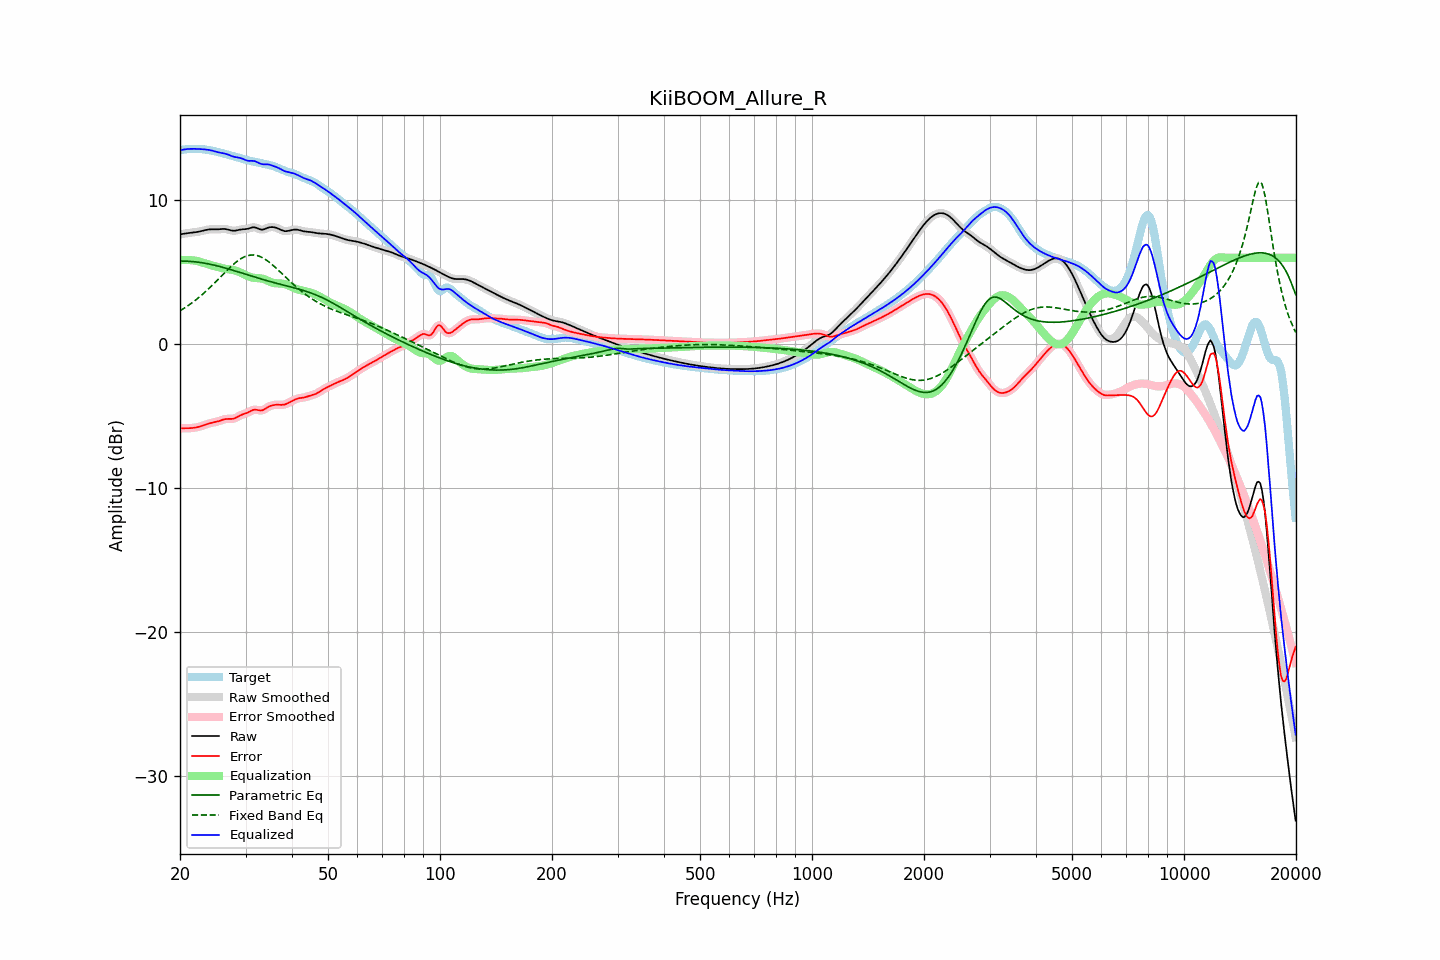 KiiBOOM_Allure_R
Amplitude (dBr)
10
0
−10
−20
−30
Target
Raw Smoothed
Error Smoothed
Raw
Error
Equalization
Parametric Eq
Fixed Band Eq
Equalized
20 50 100 200 500 1000 2000 5000 10000 20000
Frequency (Hz)